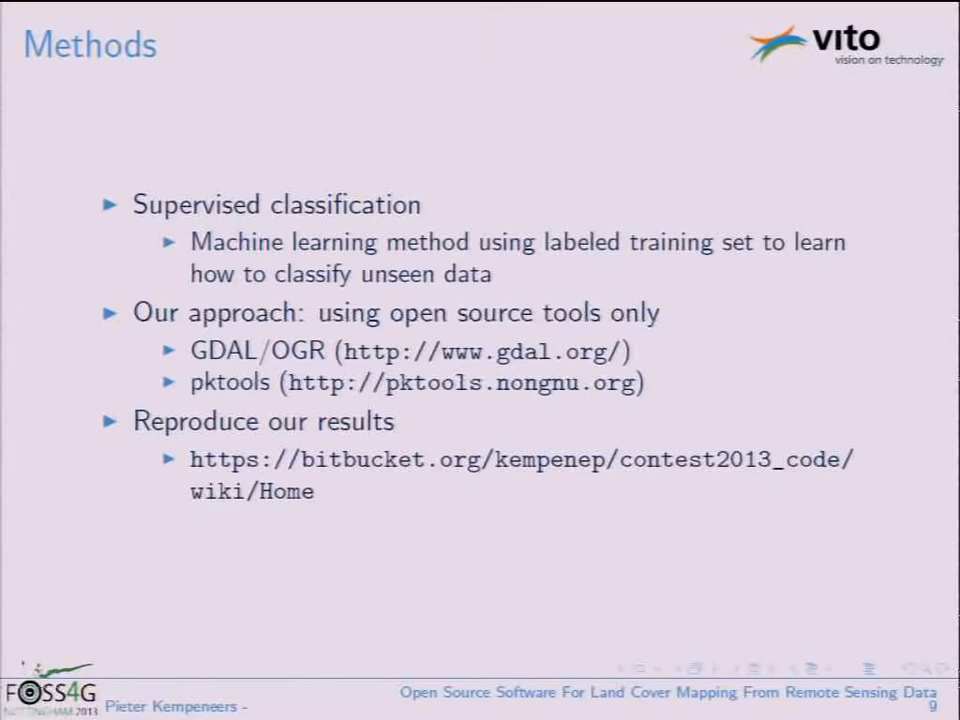 Methods
vito
vision on technology
Supervised classification
Machine learning method using labeled training set to learn
how to classify unseen data
Our approach: using open source tools only
GDAL/OGR (http://www.gdal.org/)
pktools (http://pktools.nongnu.org)
Reproduce our results
https://bitbucket.org/kempenep/contest2013_code/
wiki/Home
FOSS4G
NOTTINGHAM 2013
Pieter Kempeneers -
Open Source Software For Land Cover Mapping From Remote Sensing Data
9